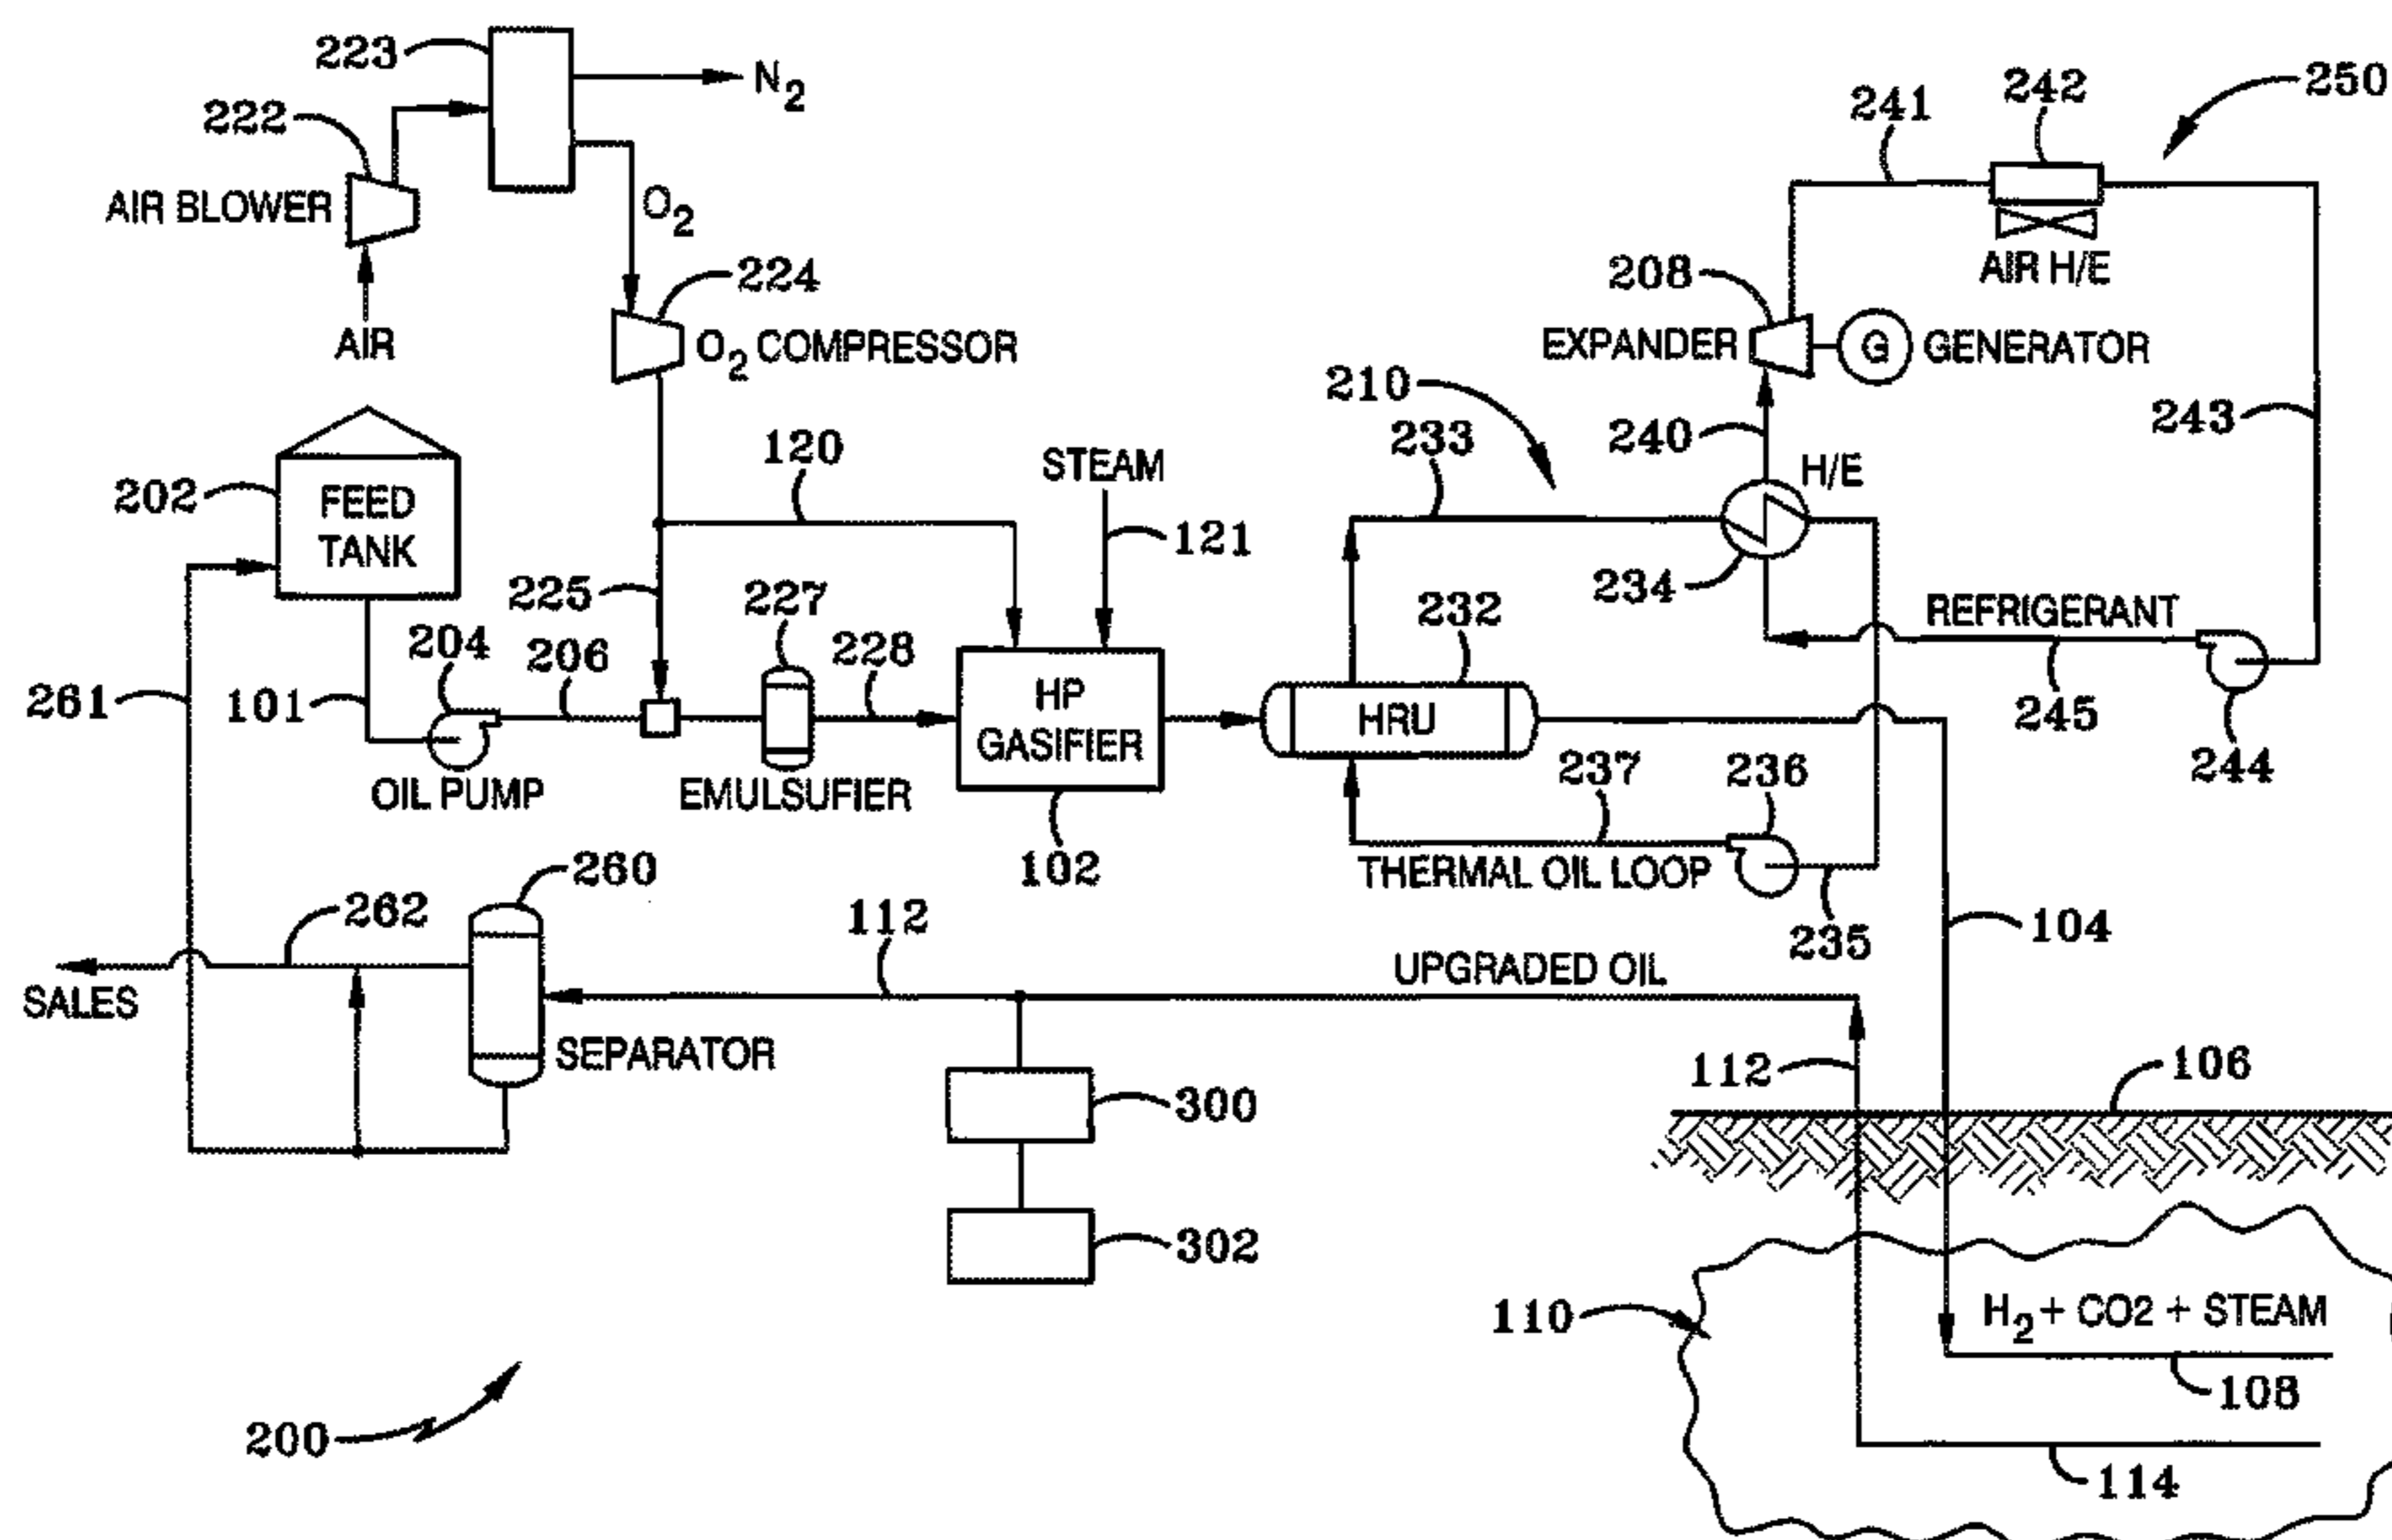 223
N2
222
AIR BLOWER
O2
AIR
224
O2 COMPRESSOR
241
242
250
AIR H/E
208
EXPANDER
G
GENERATOR
210
233
240
243
H/E
234
REFRIGERANT
245
244
202
FEED
TANK
120
STEAM
121
225
227
204
206
228
261
101
OIL PUMP
EMULSUFIER
HP
GASIFIER
102
232
HRU
237
236
THERMAL OIL LOOP
235
104
260
262
112
UPGRADED OIL
SALES
SEPARATOR
300
302
112
106
110
H2 + CO2 + STEAM
108
114
200